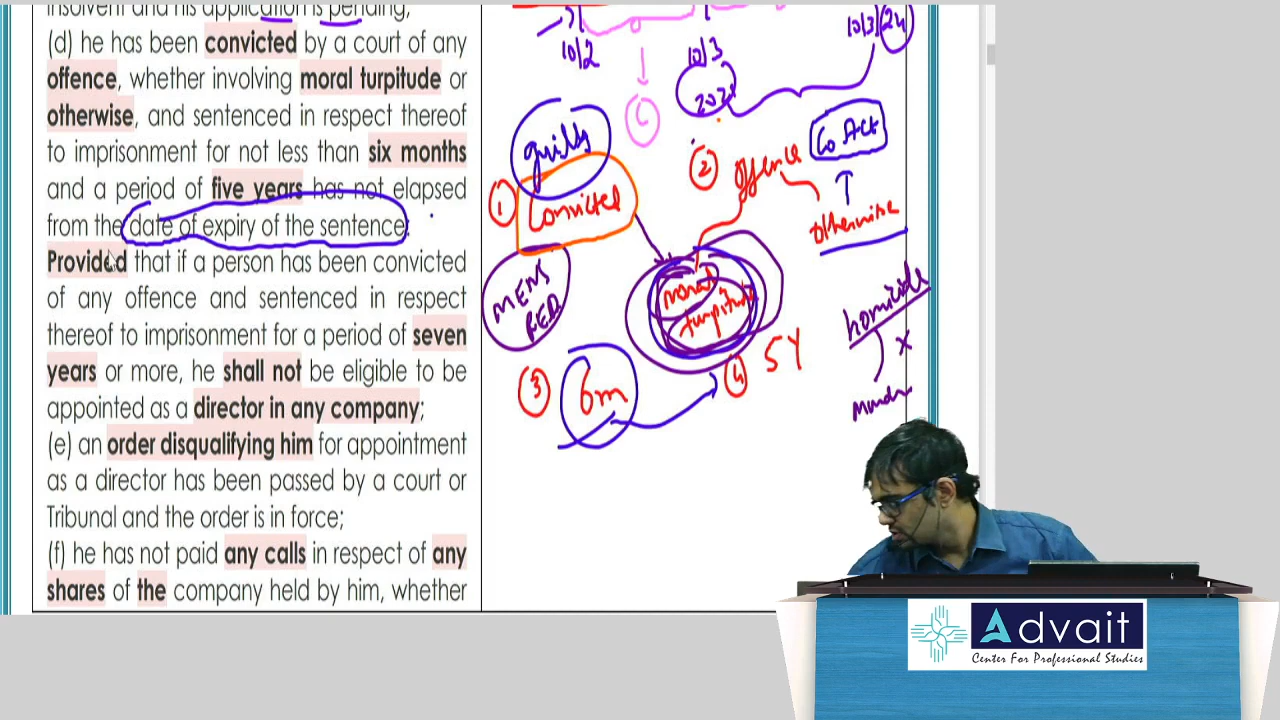 insolvent and his application is pending;
(d) he has been convicted by a court of any
offence, whether involving moral turpitude or
otherwise, and sentenced in respect thereof
to imprisonment for not less than six months
and a period of five years has not elapsed
from the date of expiry of the sentence:
Provided that if a person has been convicted
of any offence and sentenced in respect
thereof to imprisonment for a period of seven
years or more, he shall not be eligible to be
appointed as a director in any company;
(e) an order disqualifying him for appointment
as a director has been passed by a court or
Tribunal and the order is in force;
(f) he has not paid any calls in respect of any
shares of the company held by him, whether
10/2
10/3
10/3/24
C
guilty
Co Act
① Convicted
② offence
otherwise
MENS
REA
moral
turpitude
homicide
x
③ 6m
④ 5Y
Advait
Center For Professional Studies